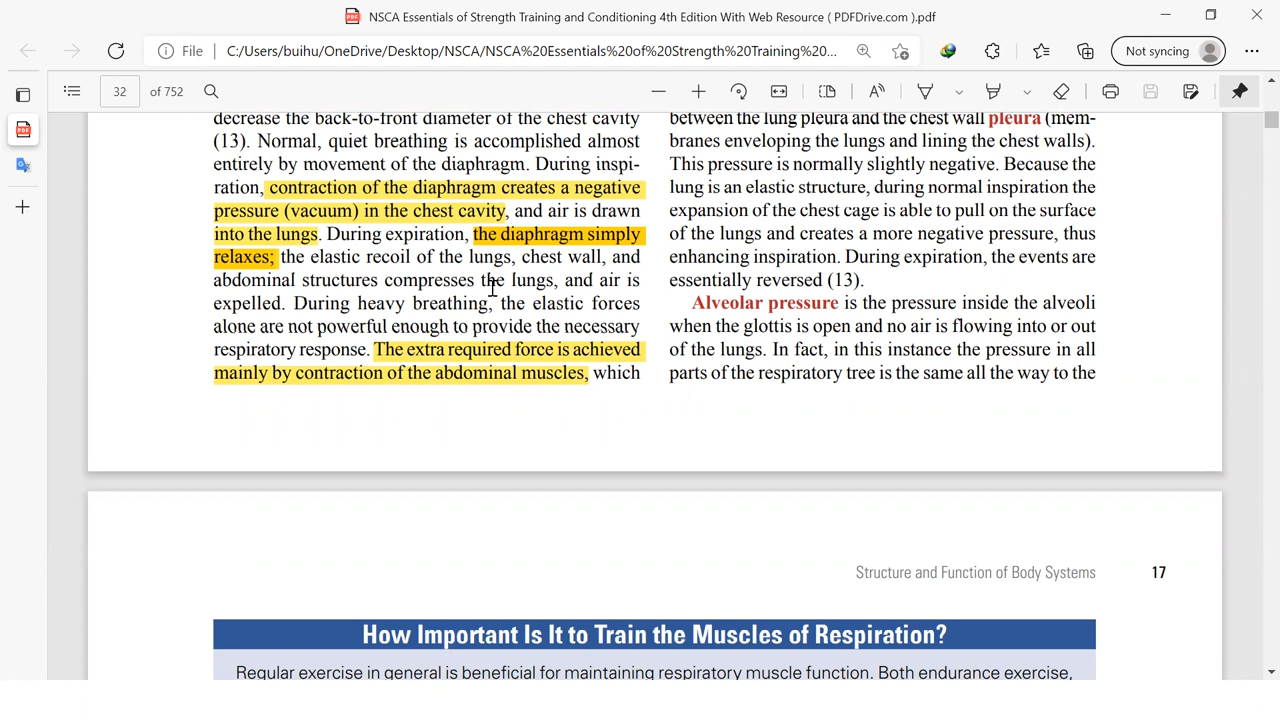 NSCA Essentials of Strength Training and Conditioning 4th Edition With Web Resource ( PDFDrive.com ).pdf
File
C:/Users/buihu/OneDrive/Desktop/NSCA/NSCA%20Essentials%20of%20Strength%20Training%20...
Not syncing
32 of 752
decrease the back-to-front diameter of the chest cavity
(13). Normal, quiet breathing is accomplished almost
entirely by movement of the diaphragm. During inspi-
ration, contraction of the diaphragm creates a negative
pressure (vacuum) in the chest cavity, and air is drawn
into the lungs. During expiration, the diaphragm simply
relaxes; the elastic recoil of the lungs, chest wall, and
abdominal structures compresses the lungs, and air is
expelled. During heavy breathing, the elastic forces
alone are not powerful enough to provide the necessary
respiratory response. The extra required force is achieved
mainly by contraction of the abdominal muscles, which
between the lung pleura and the chest wall pleura (mem-
branes enveloping the lungs and lining the chest walls).
This pressure is normally slightly negative. Because the
lung is an elastic structure, during normal inspiration the
expansion of the chest cage is able to pull on the surface
of the lungs and creates a more negative pressure, thus
enhancing inspiration. During expiration, the events are
essentially reversed (13).
Alveolar pressure is the pressure inside the alveoli
when the glottis is open and no air is flowing into or out
of the lungs. In fact, in this instance the pressure in all
parts of the respiratory tree is the same all the way to the
Structure and Function of Body Systems 17
How Important Is It to Train the Muscles of Respiration?
Regular exercise in general is beneficial for maintaining respiratory muscle function. Both endurance exercise,